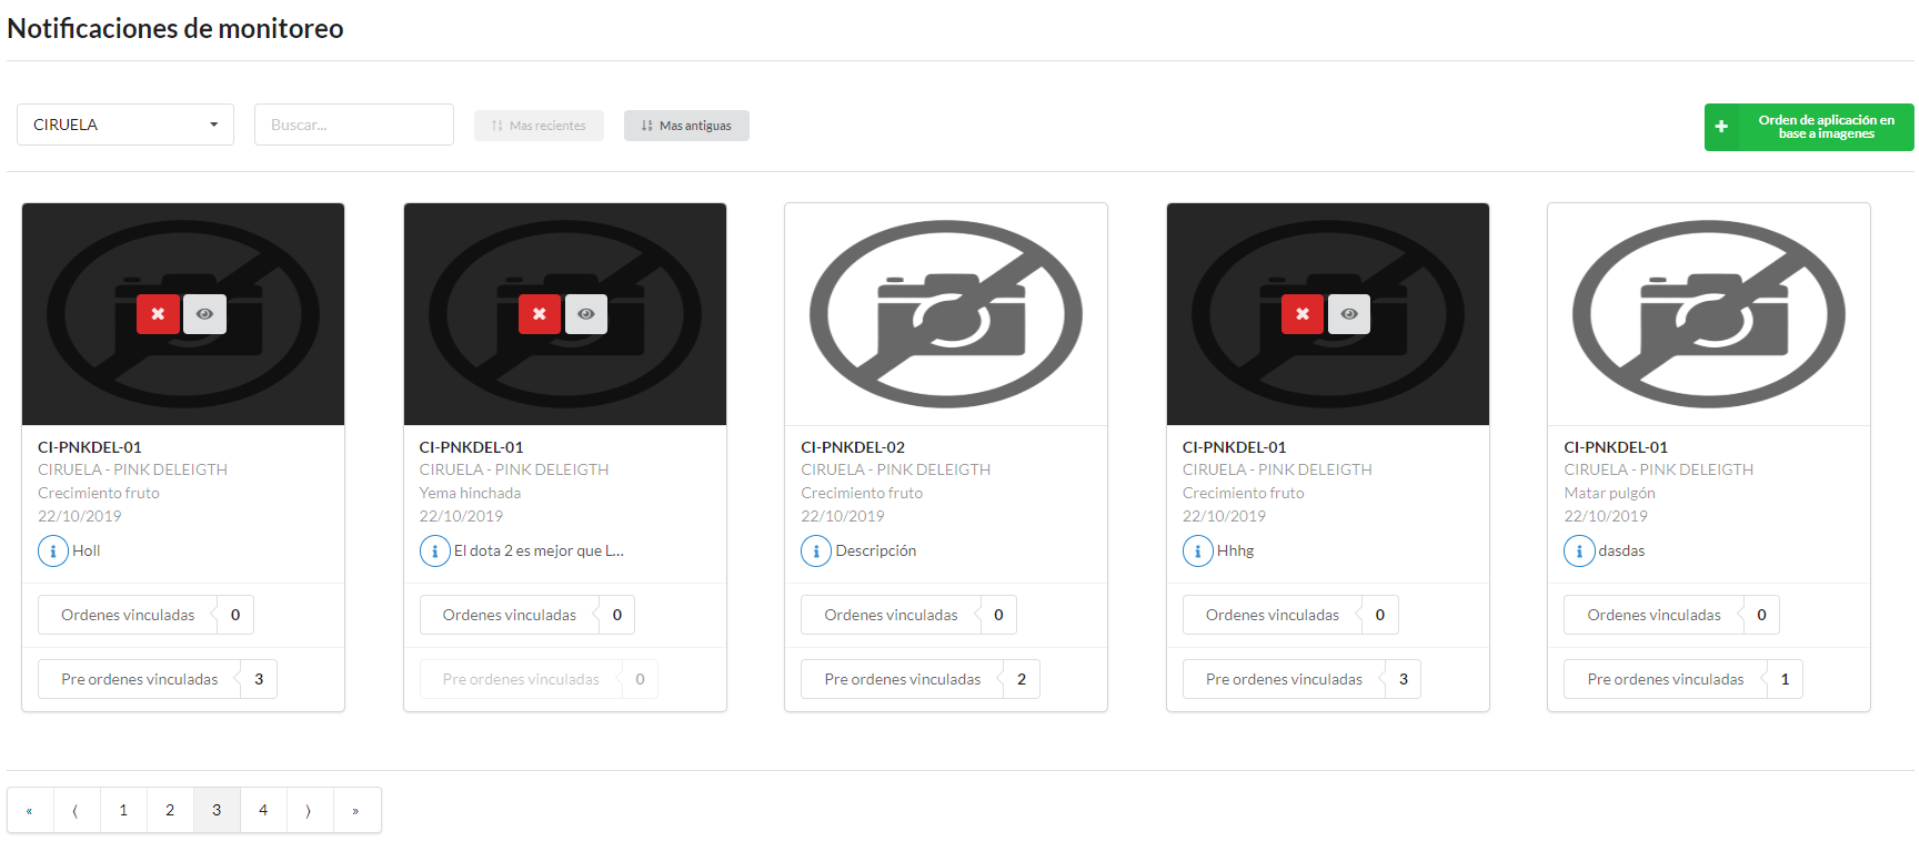 Notificaciones de monitoreo
CIRUELA
Buscar...
Mas recientes
Mas antiguas
Orden de aplicación en
base a imagenes
CI-PNKDEL-01
CIRUELA - PINK DELEIGTH
Crecimiento fruto
22/10/2019
Holl
Ordenes vinculadas 0
Pre ordenes vinculadas 3
CI-PNKDEL-01
CIRUELA - PINK DELEIGTH
Yema hinchada
22/10/2019
El dota 2 es mejor que L...
Ordenes vinculadas 0
Pre ordenes vinculadas 0
CI-PNKDEL-02
CIRUELA - PINK DELEIGTH
Crecimiento fruto
22/10/2019
Descripción
Ordenes vinculadas 0
Pre ordenes vinculadas 2
CI-PNKDEL-01
CIRUELA - PINK DELEIGTH
Crecimiento fruto
22/10/2019
Hhhg
Ordenes vinculadas 0
Pre ordenes vinculadas 3
CI-PNKDEL-01
CIRUELA - PINK DELEIGTH
Matar pulgón
22/10/2019
dasdas
Ordenes vinculadas 0
Pre ordenes vinculadas 1
« ⟨ 1 2 3 4 ⟩ »